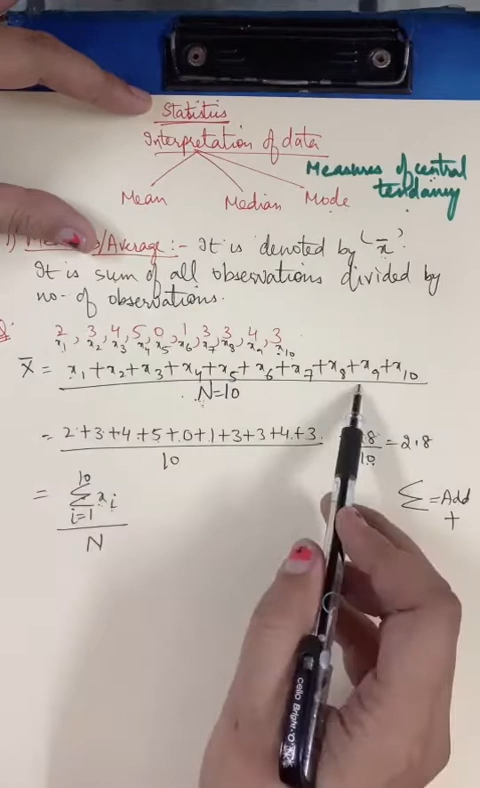 Statistics
Interpretation of data
Measures of central
tendancy
Mean Median Mode
/Average :- It is denoted by (x̄).
It is sum of all observations divided by
no. of observations.
2, 3, 4, 5, 0, 1, 3, 3, 4, 3
x₁ x₂ x₃ x₄ x₅ x₆ x₇ x₈ x₉ x₁₀
X̄ = x₁+x₂+x₃+x₄+x₅+x₆+x₇+x₈+x₉+x₁₀
N=10
= 2+3+4+5+0+1+3+3+4+3 8 = 2.8
10 10
= 10
Σ xᵢ Σ = Add
i=1 +
N
cello Bright